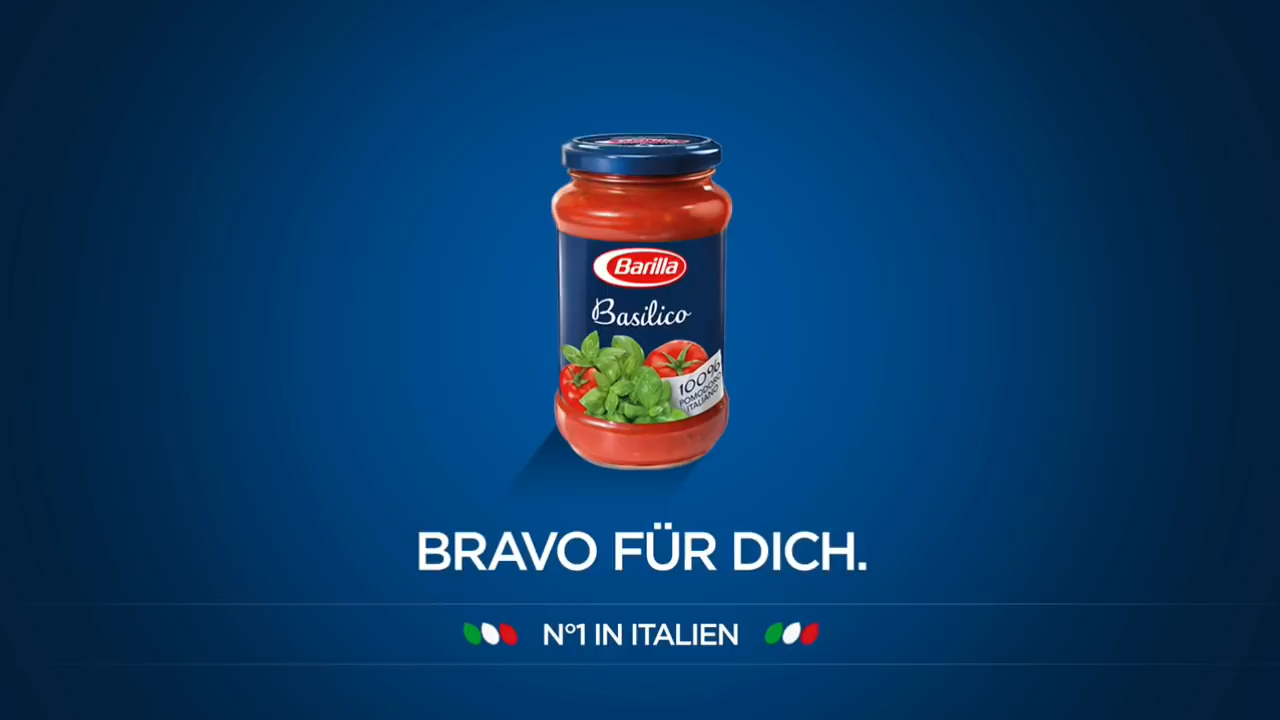 Barilla
Basilico
100%
POMODORO
ITALIANO
BRAVO FÜR DICH.
N°1 IN ITALIEN